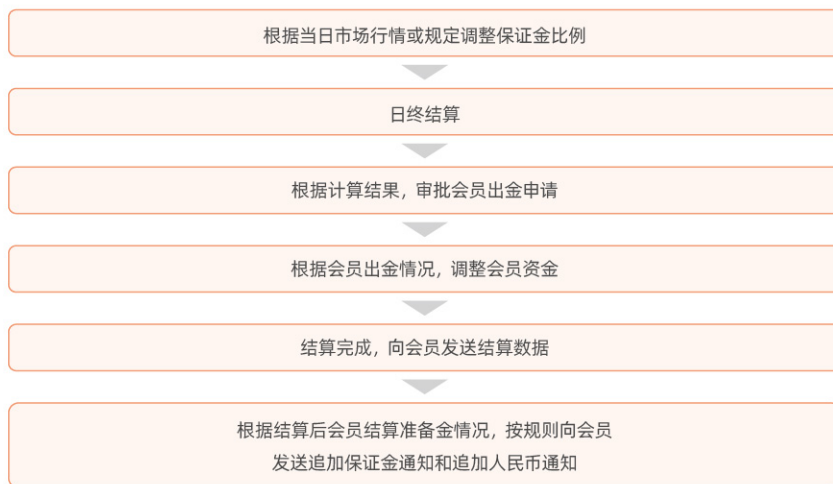 根据当日市场行情或规定调整保证金比例
日终结算
根据计算结果，审批会员出金申请
根据会员出金情况，调整会员资金
结算完成，向会员发送结算数据
根据结算后会员结算准备金情况，按规则向会员
发送追加保证金通知和追加人民币通知